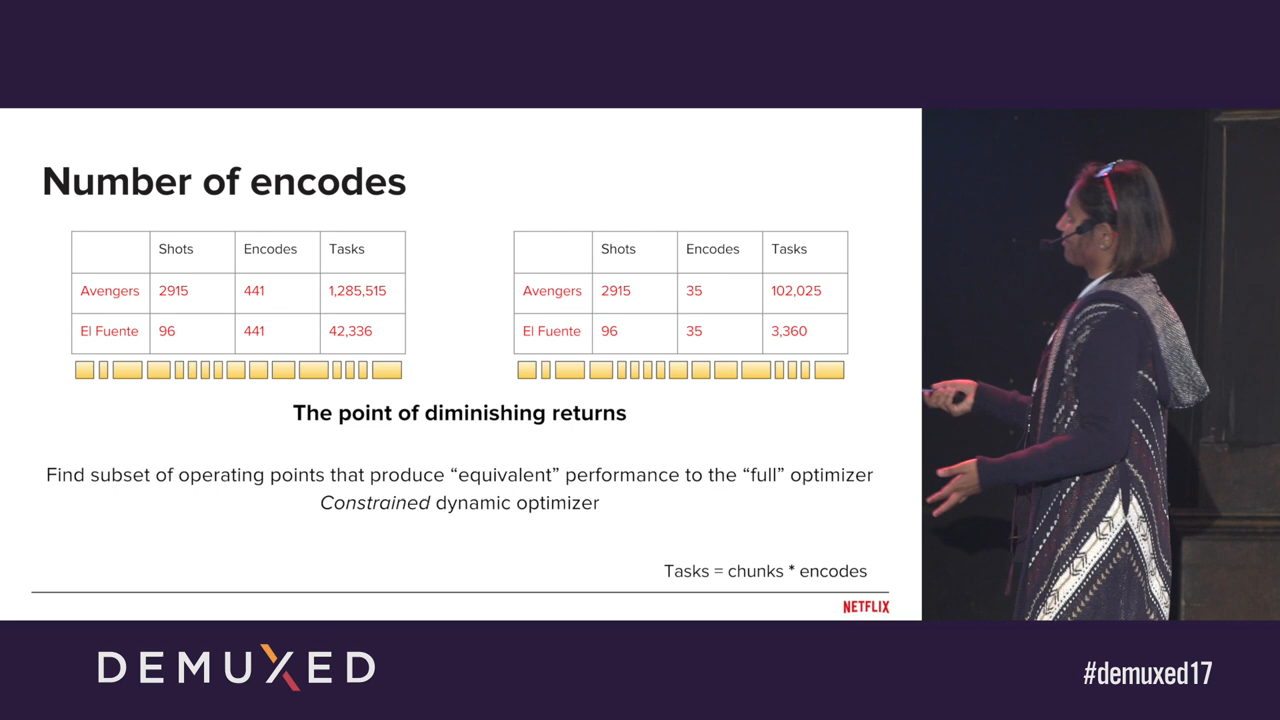 Number of encodes
Shots Encodes Tasks
Avengers 2915 441 1,285,515
El Fuente 96 441 42,336
Shots Encodes Tasks
Avengers 2915 35 102,025
El Fuente 96 35 3,360
The point of diminishing returns
Find subset of operating points that produce “equivalent” performance to the “full” optimizer
Constrained dynamic optimizer
Tasks = chunks * encodes
NETFLIX
DEMUXED
#demuxed17